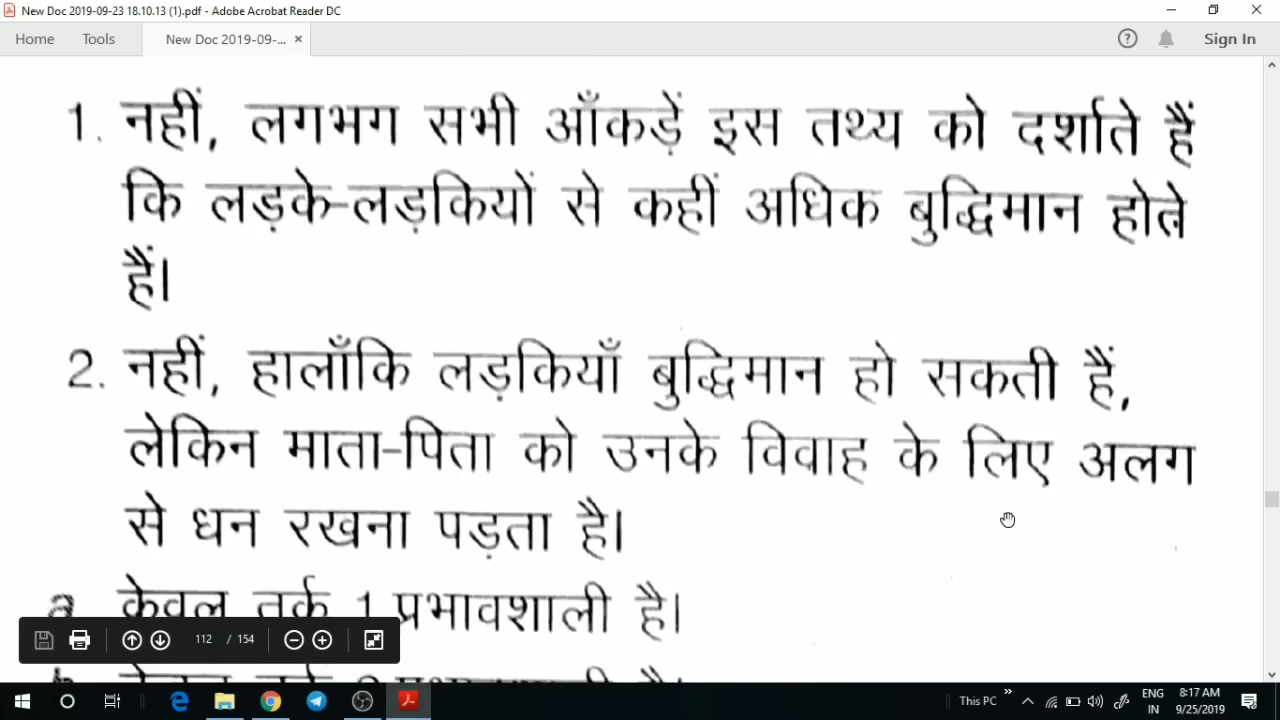 New Doc 2019-09-23 18.10.13 (1).pdf - Adobe Acrobat Reader DC
Home Tools New Doc 2019-09-... × Sign In
1. नहीं, लगभग सभी आँकड़ें इस तथ्य को दर्शाते हैं
कि लड़के-लड़कियों से कहीं अधिक बुद्धिमान होते
हैं।
2. नहीं, हालाँकि लड़कियाँ बुद्धिमान हो सकती हैं,
लेकिन माता-पिता को उनके विवाह के लिए अलग
से धन रखना पड़ता है।
a केवल तर्क 1 प्रभावशाली है।
112 / 154
This PC » ENG 8:17 AM
IN 9/25/2019